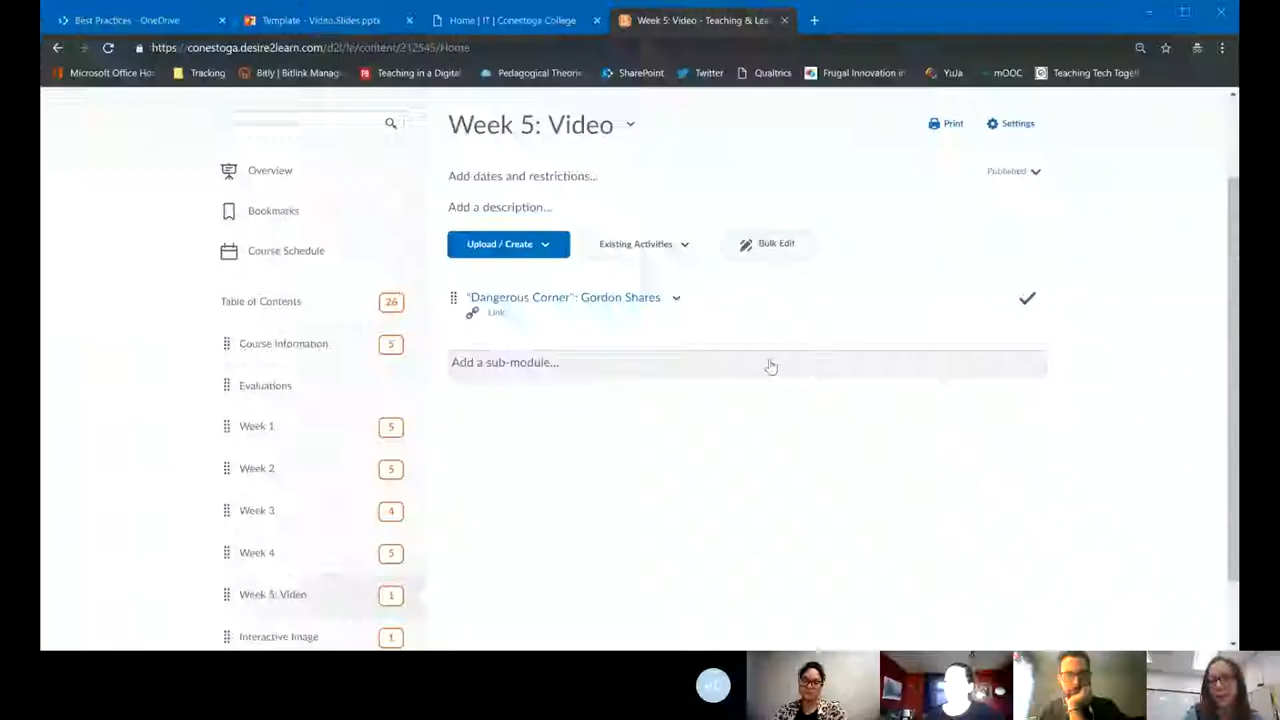 Best Practices - OneDrive
Template - Video.Slides.pptx
Home | IT | Conestoga College
Week 5: Video - Teaching & Lea
https://conestoga.desire2learn.com/d2l/le/content/212545/Home
Microsoft Office Ho
Tracking
Bitly | Bitlink Manag
Teaching in a Digital
Pedagogical Theorie
SharePoint
Twitter
Qualtrics
Frugal Innovation in
YuJa
mOOC
Teaching Tech Toget
Week 5: Video
Print
Settings
Overview
Add dates and restrictions...
Published
Bookmarks
Add a description...
Upload / Create
Existing Activities
Bulk Edit
Course Schedule
Table of Contents
26
"Dangerous Corner": Gordon Shares
Link
Course Information
5
Add a sub-module...
Evaluations
Week 1
5
Week 2
5
Week 3
4
Week 4
5
Week 5: Video
1
Interactive Image
1